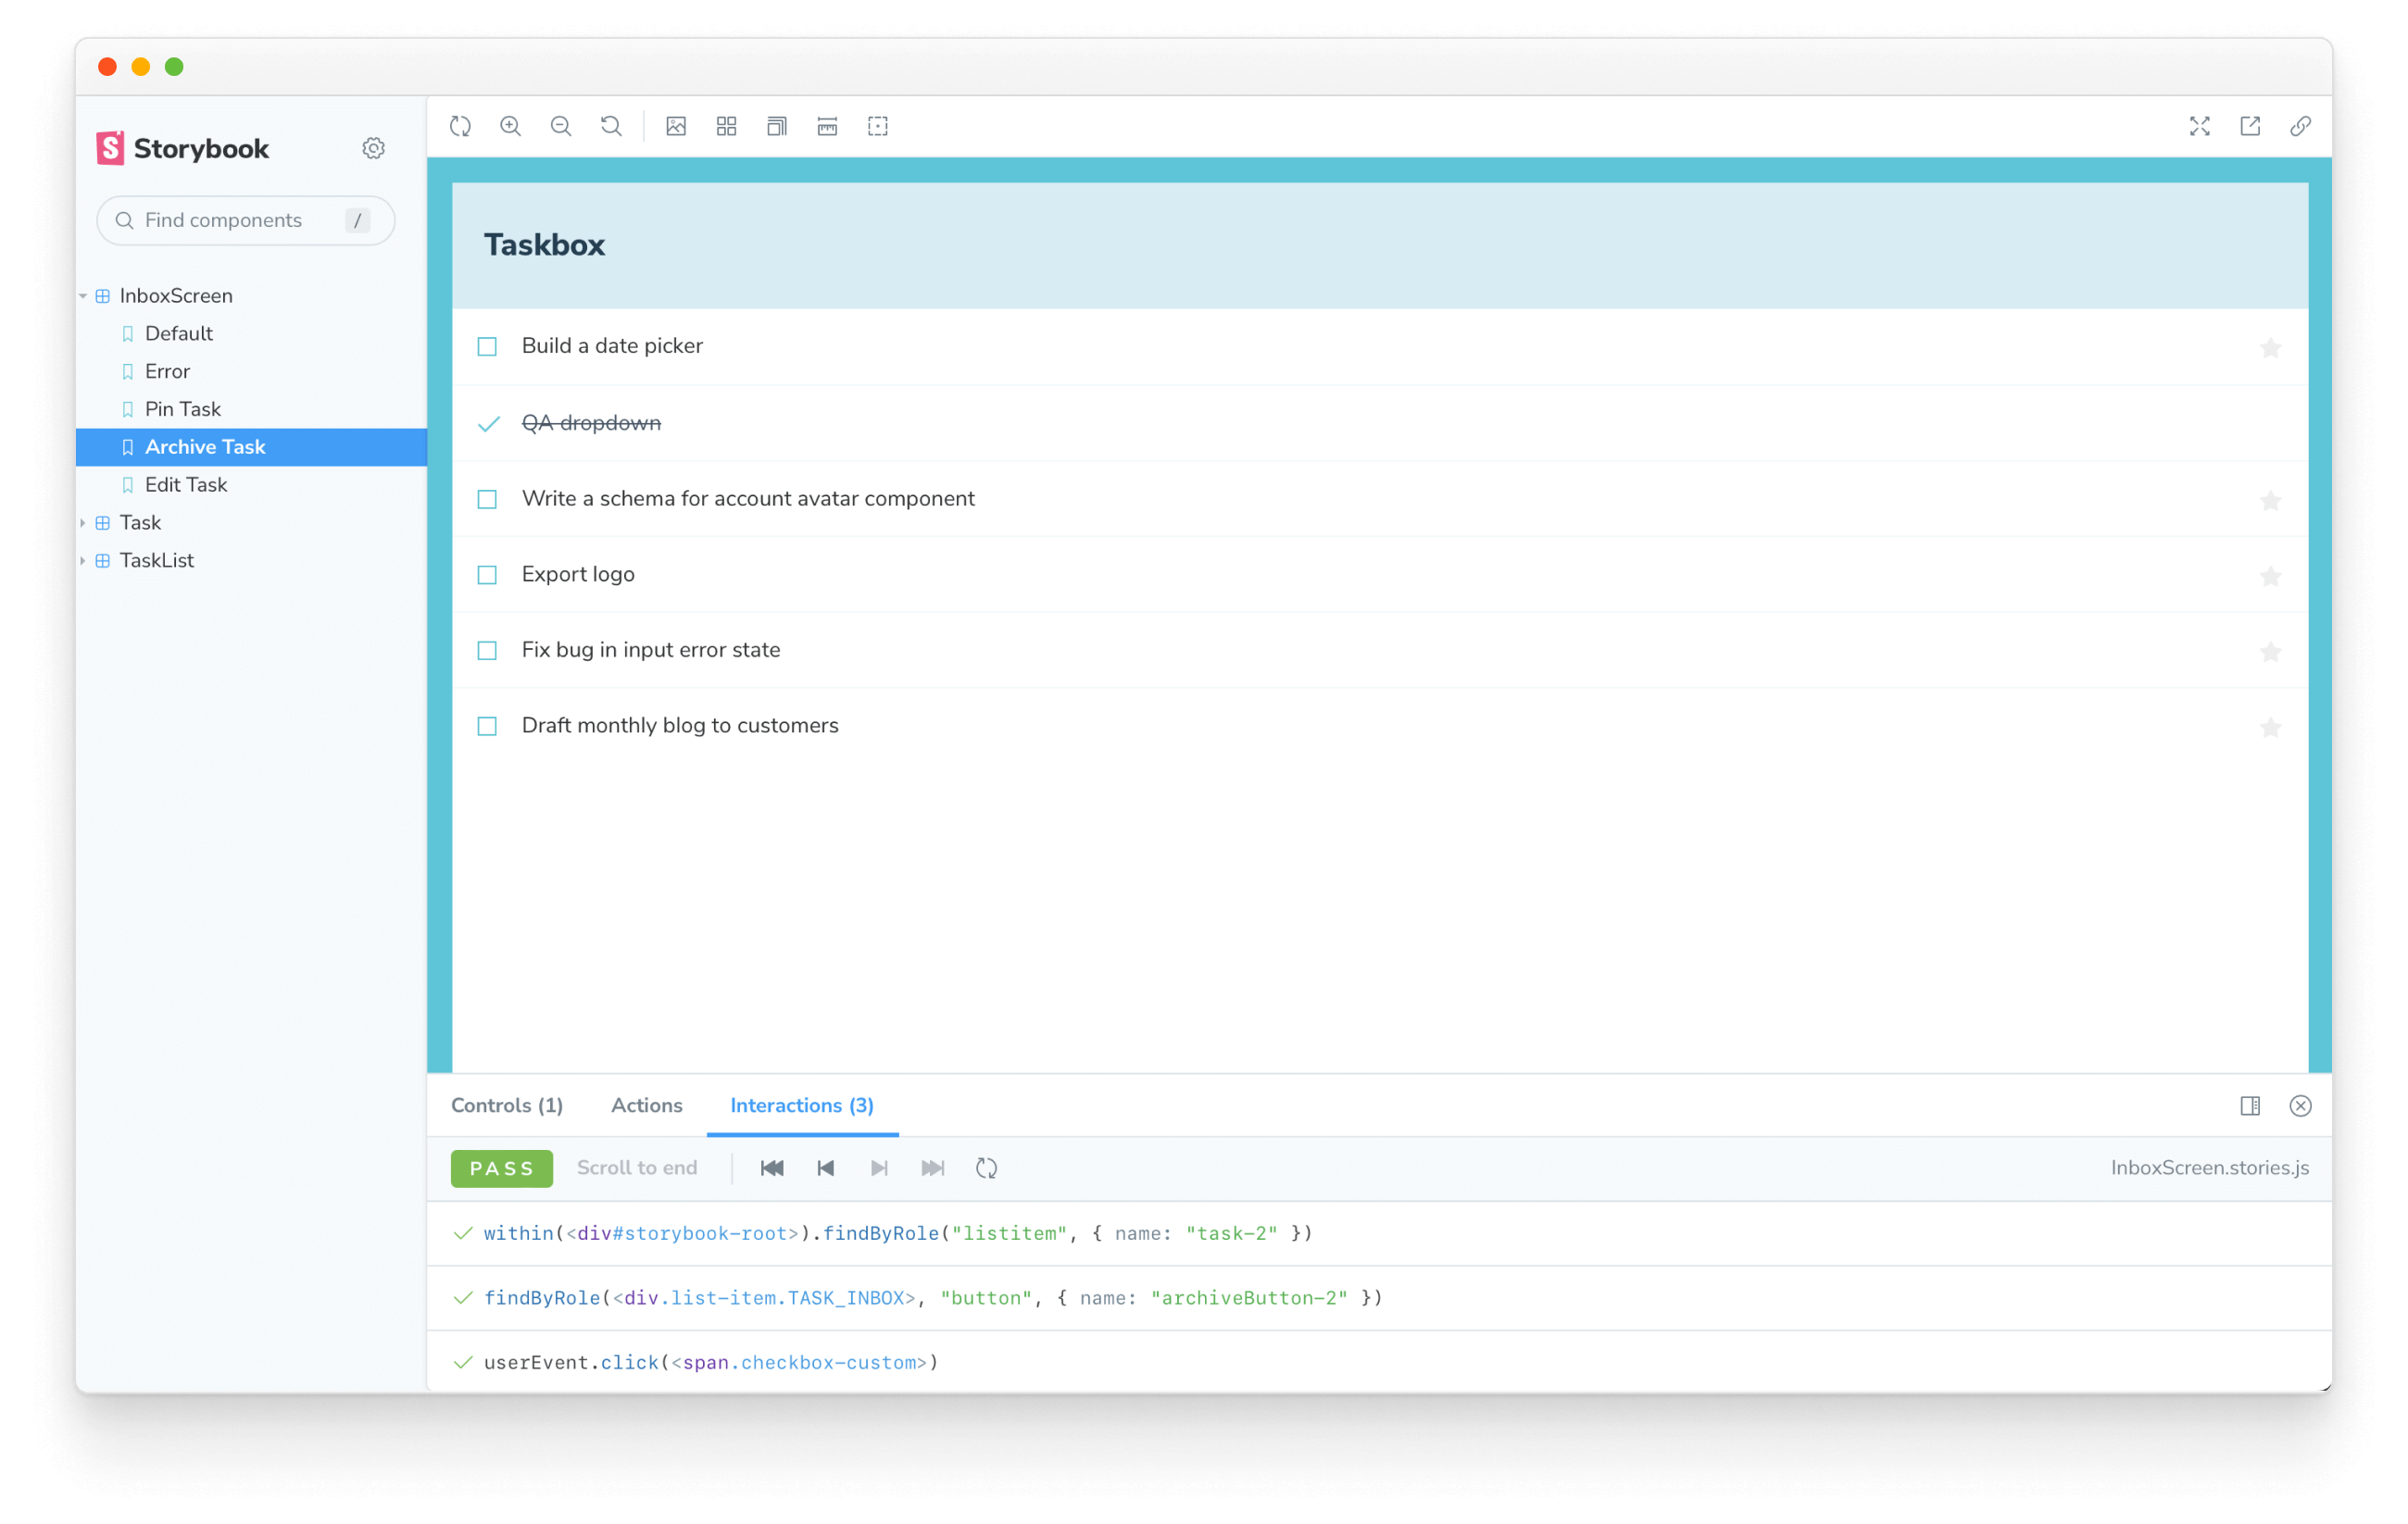 Storybook
Find components /
InboxScreen
Default
Error
Pin Task
Archive Task
Edit Task
Task
TaskList
Taskbox
Build a date picker
QA dropdown
Write a schema for account avatar component
Export logo
Fix bug in input error state
Draft monthly blog to customers
Controls (1) Actions Interactions (3)
PASS Scroll to end InboxScreen.stories.js
within(<div#storybook-root>).findByRole("listitem", { name: "task-2" })
findByRole(<div.list-item.TASK_INBOX>, "button", { name: "archiveButton-2" })
userEvent.click(<span.checkbox-custom>)